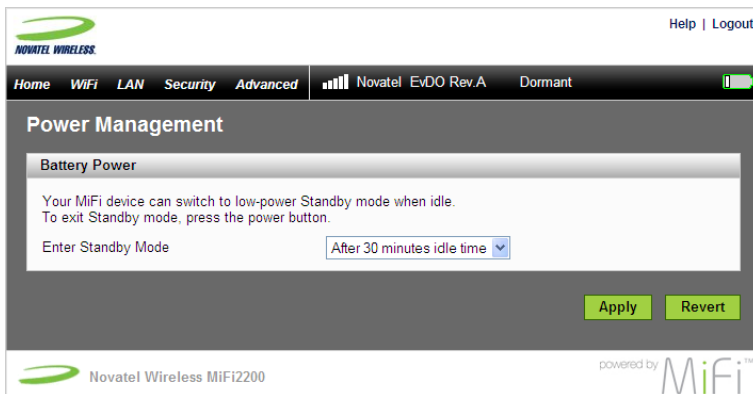 Help | Logout
NOVATEL WIRELESS.
Home WiFi LAN Security Advanced Novatel EvDO Rev.A Dormant
Power Management
Battery Power
Your MiFi device can switch to low-power Standby mode when idle.
To exit Standby mode, press the power button.
Enter Standby Mode After 30 minutes idle time
Apply Revert
Novatel Wireless MiFi2200 powered by MiFi™